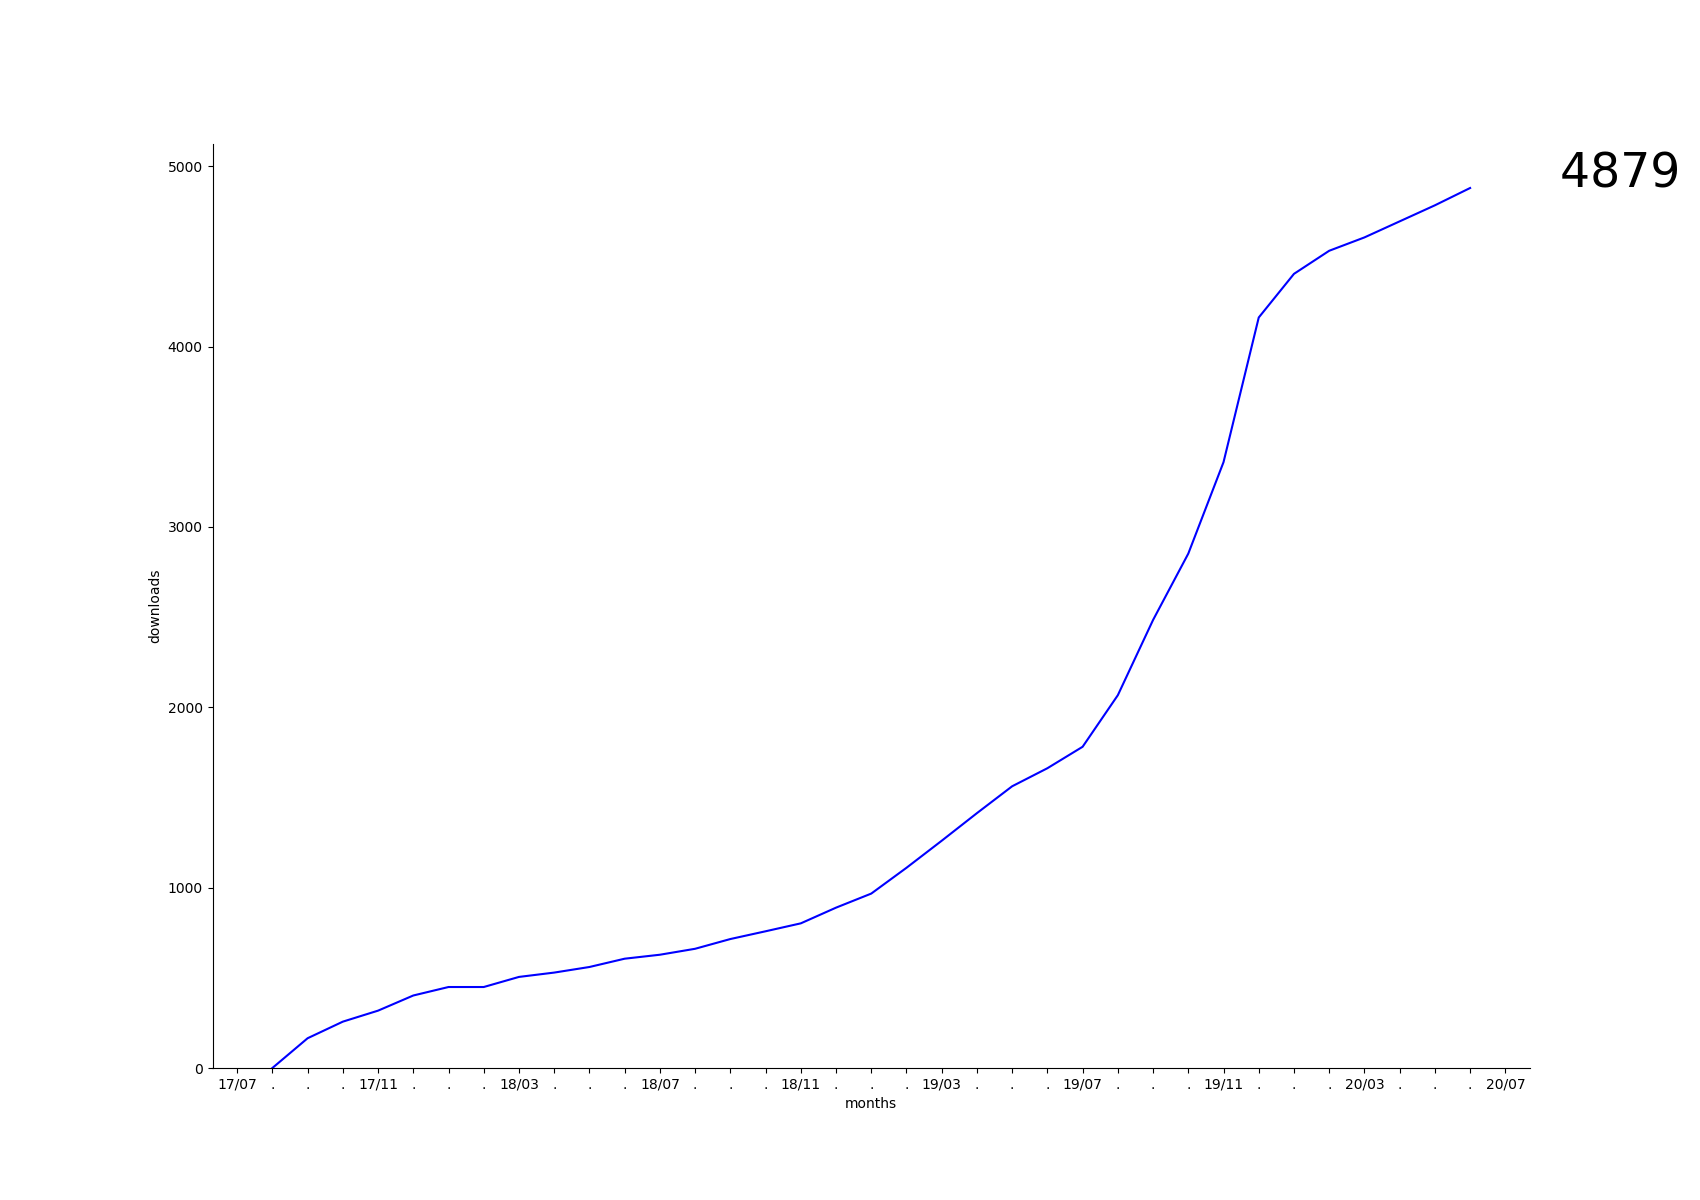 4879
5000
4000
3000
2000
1000
0
downloads
17/07 . . . 17/11 . . . 18/03 . . . 18/07 . . . 18/11 . . . 19/03 . . . 19/07 . . . 19/11 . . . 20/03 . . . 20/07
months